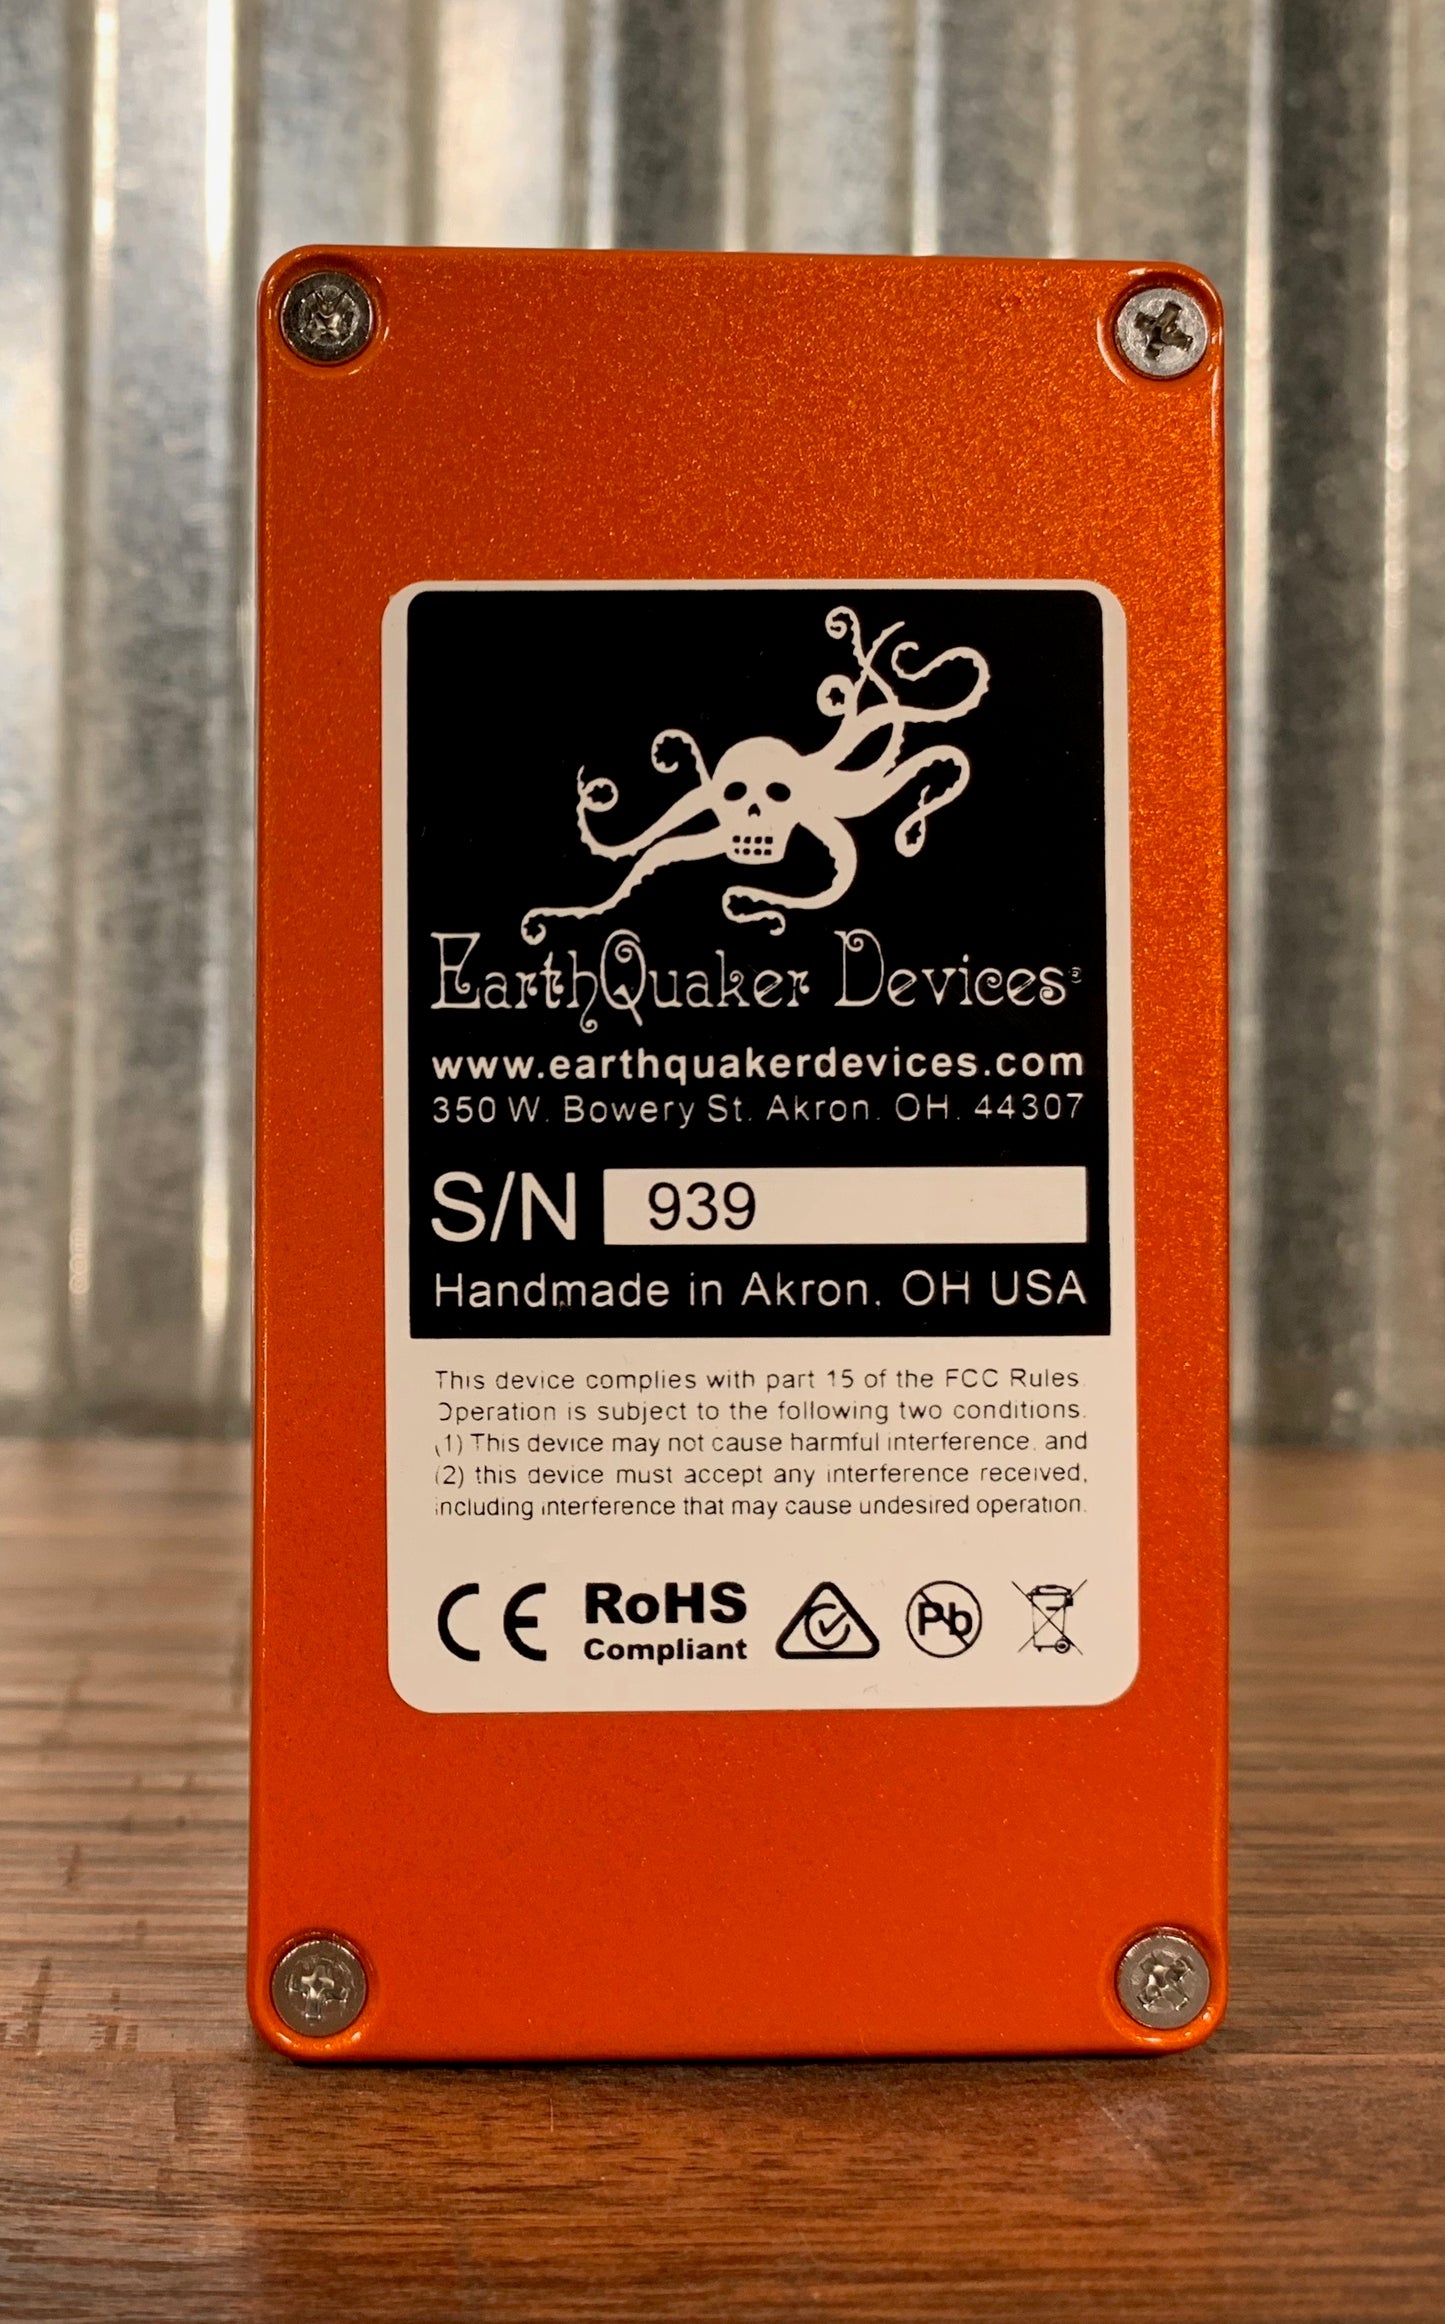 EarthQuaker Devices
www.earthquakerdevices.com
350 W. Bowery St. Akron. OH. 44307
S/N 939
Handmade in Akron, OH USA
This device complies with part 15 of the FCC Rules.
Operation is subject to the following two conditions.
(1) This device may not cause harmful interference, and
(2) this device must accept any interference received,
including interference that may cause undesired operation.
CE RoHS Pb
Compliant